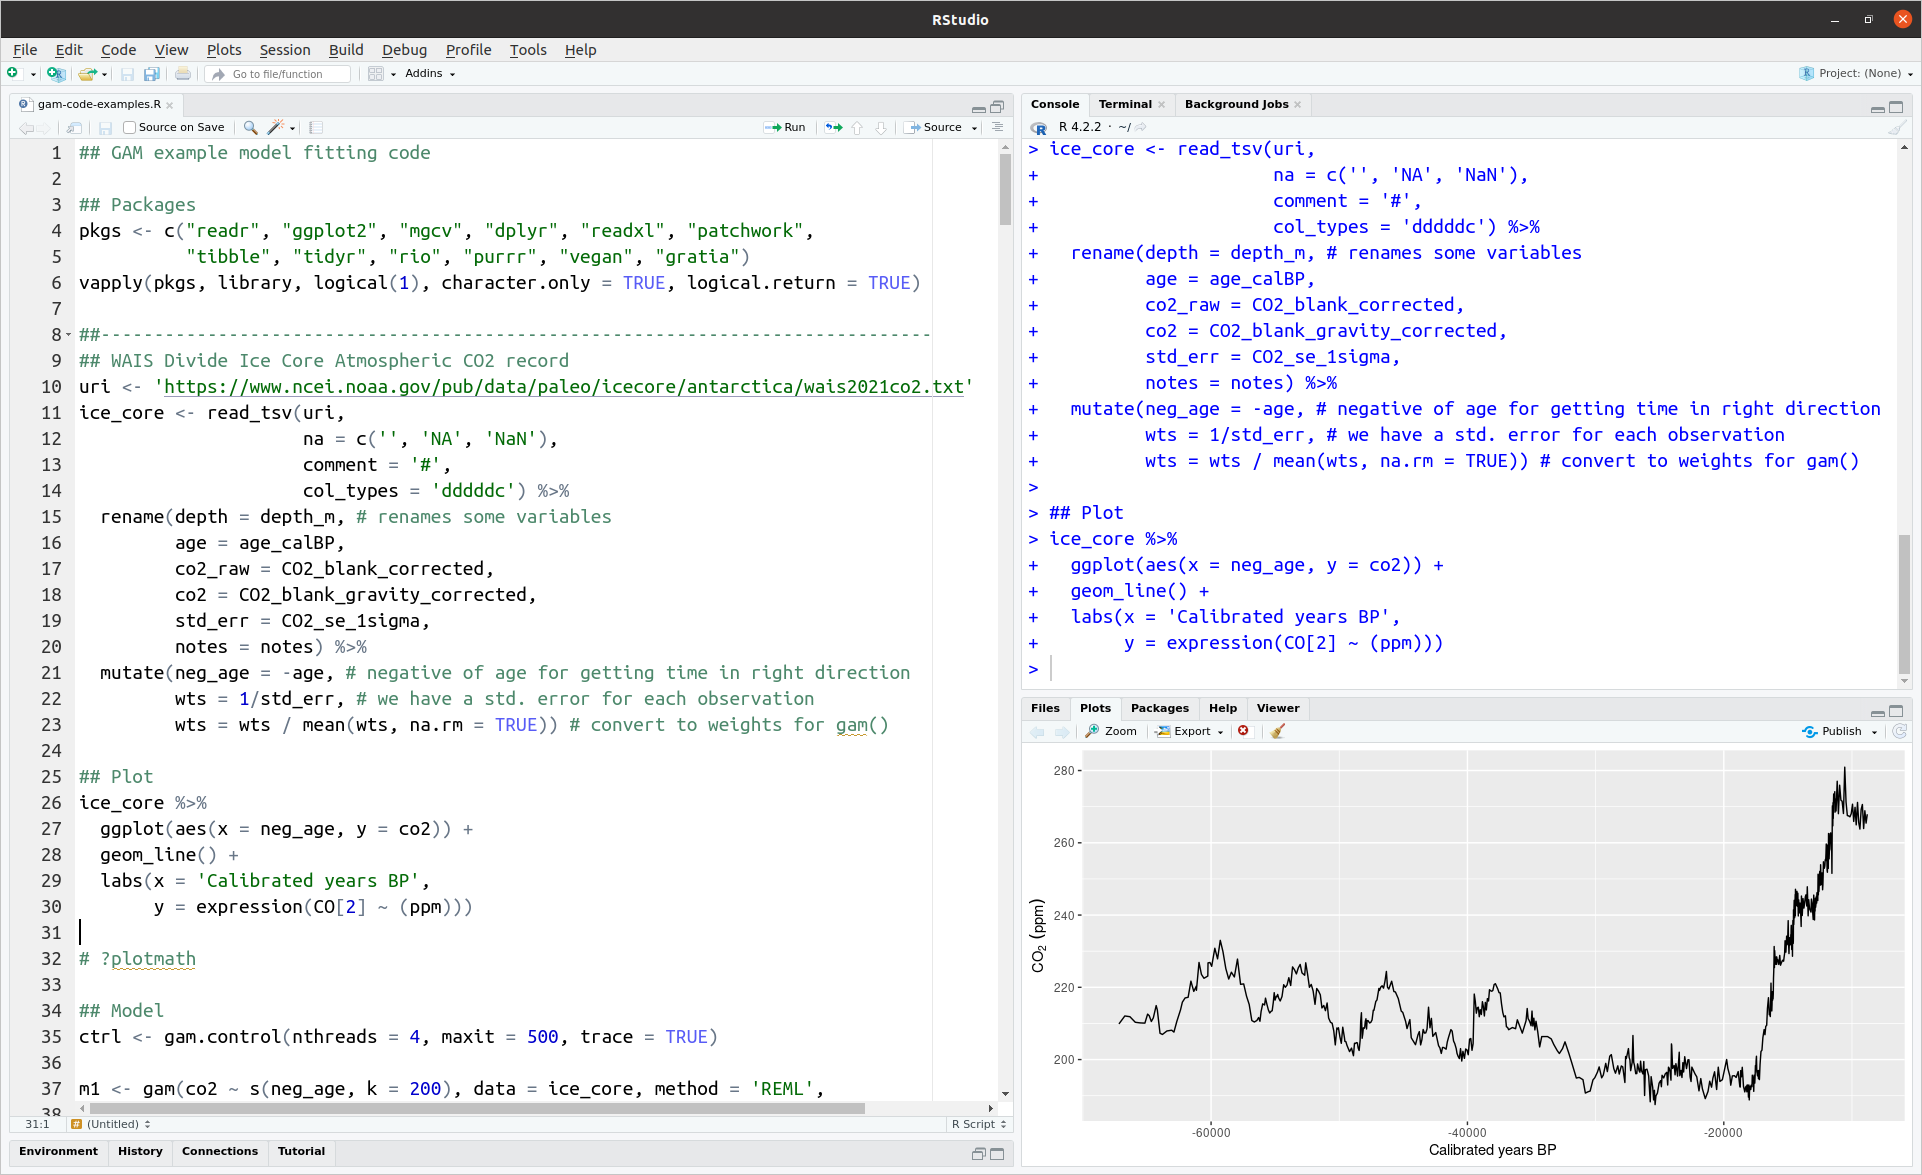 RStudio
File Edit Code View Plots Session Build Debug Profile Tools Help
Go to file/function Addins Project: (None)
gam-code-examples.R
Source on Save Run Source
1 ## GAM example model fitting code
2
3 ## Packages
4 pkgs <- c("readr", "ggplot2", "mgcv", "dplyr", "readxl", "patchwork",
5           "tibble", "tidyr", "rio", "purrr", "vegan", "gratia")
6 vapply(pkgs, library, logical(1), character.only = TRUE, logical.return = TRUE)
7
8 ##------------------------------------------------------------------------------
9 ## WAIS Divide Ice Core Atmospheric CO2 record
10 uri <- 'https://www.ncei.noaa.gov/pub/data/paleo/icecore/antarctica/wais2021co2.txt'
11 ice_core <- read_tsv(uri,
12                      na = c('', 'NA', 'NaN'),
13                      comment = '#',
14                      col_types = 'dddddc') %>%
15   rename(depth = depth_m, # renames some variables
16          age = age_calBP,
17          co2_raw = CO2_blank_corrected,
18          co2 = CO2_blank_gravity_corrected,
19          std_err = CO2_se_1sigma,
20          notes = notes) %>%
21   mutate(neg_age = -age, # negative of age for getting time in right direction
22          wts = 1/std_err, # we have a std. error for each observation
23          wts = wts / mean(wts, na.rm = TRUE)) # convert to weights for gam()
24
25 ## Plot
26 ice_core %>%
27   ggplot(aes(x = neg_age, y = co2)) +
28   geom_line() +
29   labs(x = 'Calibrated years BP',
30        y = expression(CO[2] ~ (ppm)))
31
32 # ?plotmath
33
34 ## Model
35 ctrl <- gam.control(nthreads = 4, maxit = 500, trace = TRUE)
36
37 m1 <- gam(co2 ~ s(neg_age, k = 200), data = ice_core, method = 'REML',
38
31:1 # (Untitled) R Script
Environment History Connections Tutorial
Console Terminal Background Jobs
R 4.2.2 · ~/
> ice_core <- read_tsv(uri,
+                      na = c('', 'NA', 'NaN'),
+                      comment = '#',
+                      col_types = 'dddddc') %>%
+   rename(depth = depth_m, # renames some variables
+          age = age_calBP,
+          co2_raw = CO2_blank_corrected,
+          co2 = CO2_blank_gravity_corrected,
+          std_err = CO2_se_1sigma,
+          notes = notes) %>%
+   mutate(neg_age = -age, # negative of age for getting time in right direction
+          wts = 1/std_err, # we have a std. error for each observation
+          wts = wts / mean(wts, na.rm = TRUE)) # convert to weights for gam()
>
> ## Plot
> ice_core %>%
+   ggplot(aes(x = neg_age, y = co2)) +
+   geom_line() +
+   labs(x = 'Calibrated years BP',
+        y = expression(CO[2] ~ (ppm)))
>
Files Plots Packages Help Viewer
Zoom Export Publish
280
260
240
220
200
CO2 (ppm)
-60000 -40000 -20000
Calibrated years BP